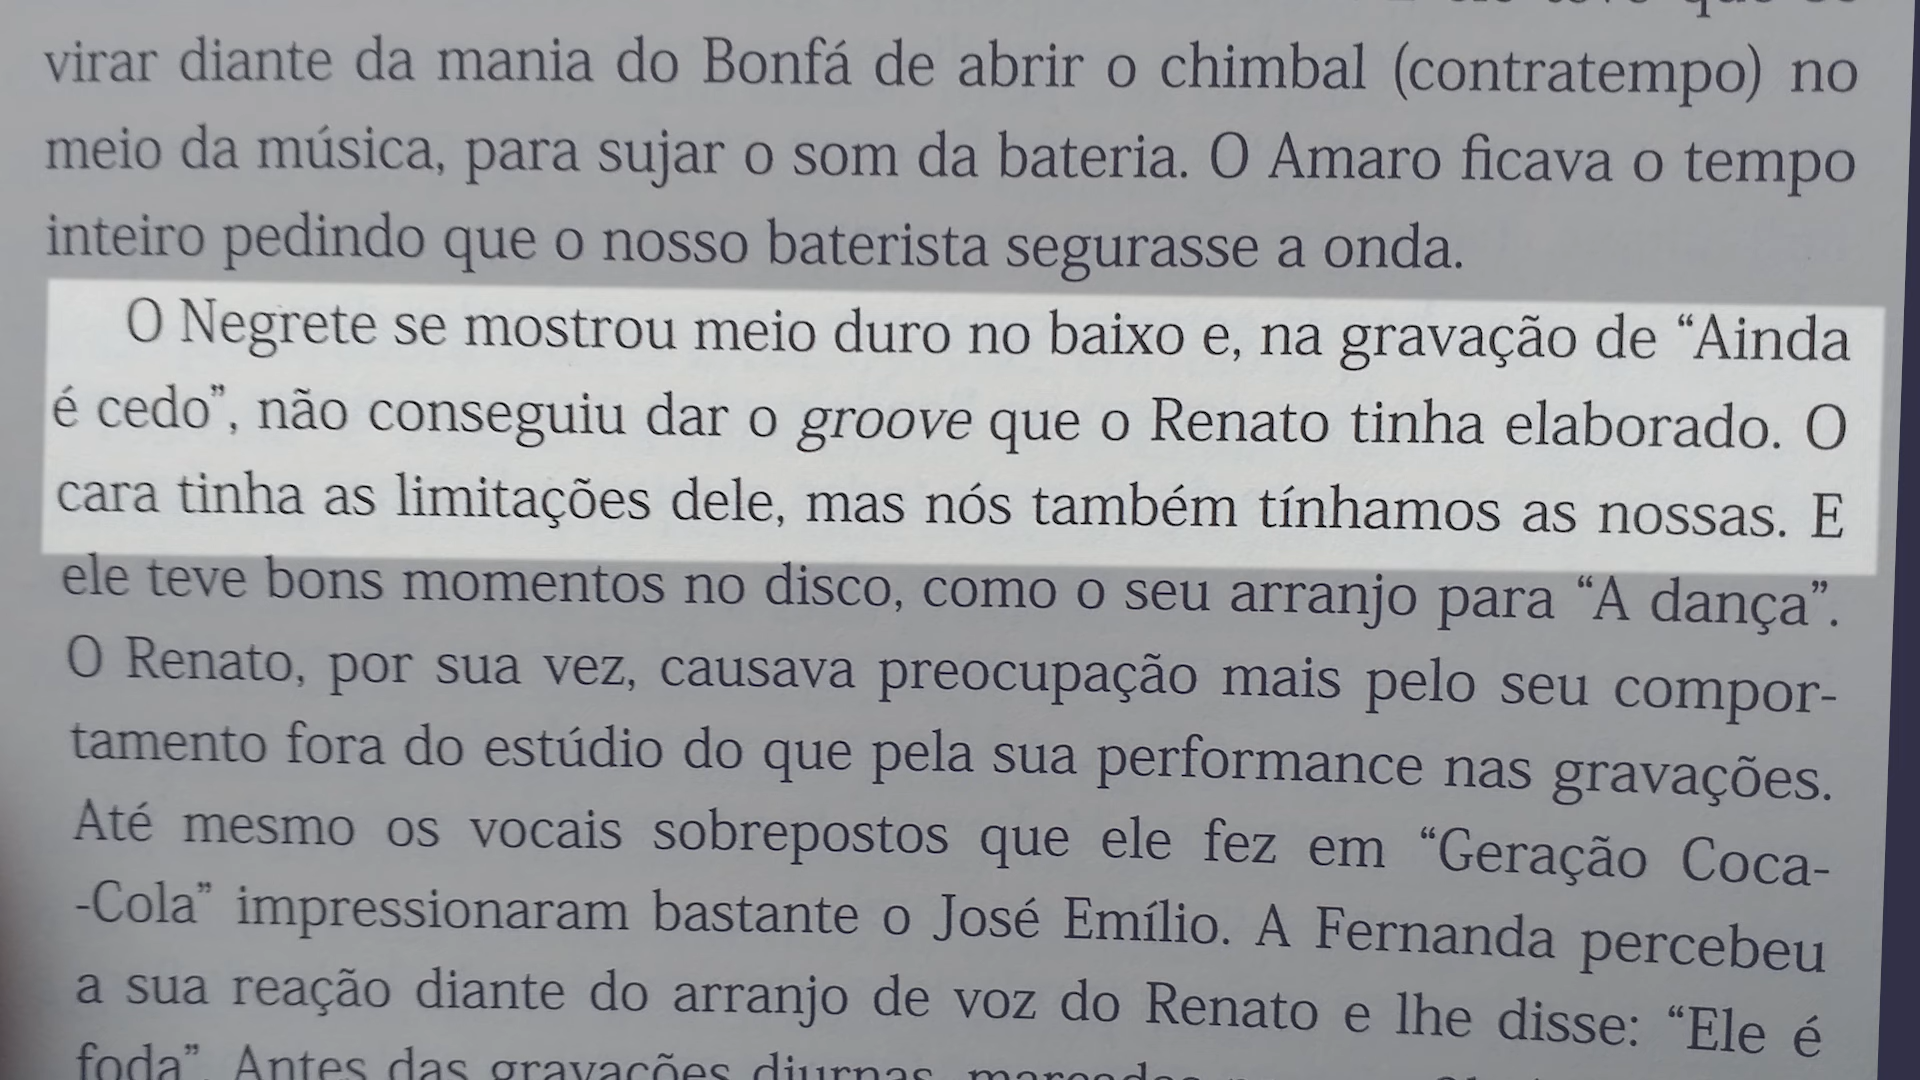 virar diante da mania do Bonfá de abrir o chimbal (contratempo) no
meio da música, para sujar o som da bateria. O Amaro ficava o tempo
inteiro pedindo que o nosso baterista segurasse a onda.
O Negrete se mostrou meio duro no baixo e, na gravação de “Ainda
é cedo”, não conseguiu dar o groove que o Renato tinha elaborado. O
cara tinha as limitações dele, mas nós também tínhamos as nossas. E
ele teve bons momentos no disco, como o seu arranjo para “A dança”.
O Renato, por sua vez, causava preocupação mais pelo seu compor-
tamento fora do estúdio do que pela sua performance nas gravações.
Até mesmo os vocais sobrepostos que ele fez em “Geração Coca-
-Cola” impressionaram bastante o José Emílio. A Fernanda percebeu
a sua reação diante do arranjo de voz do Renato e lhe disse: “Ele é
foda”. Antes das gravações diurnas,